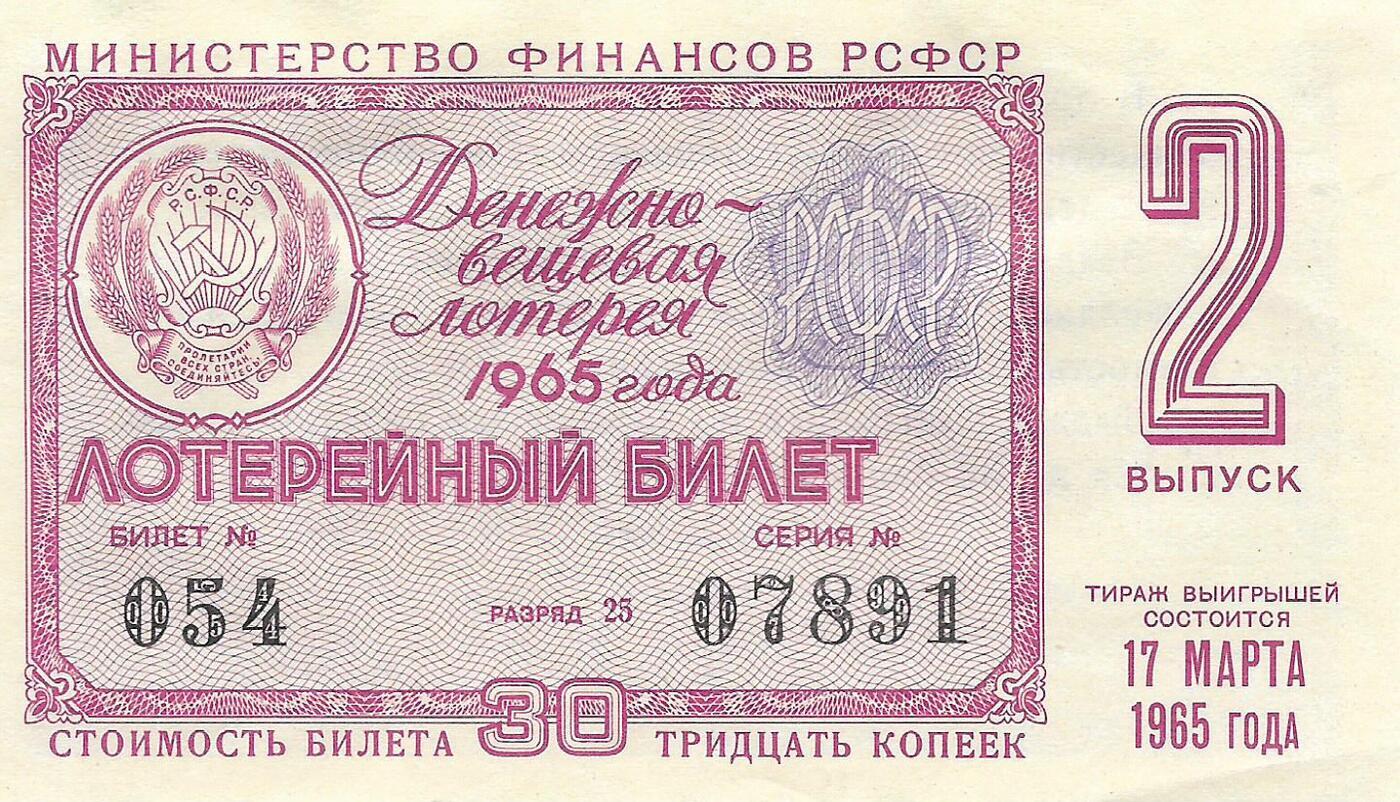 МИНИСТЕРСТВО ФИНАНСОВ РСФСР
Р.С.Ф.С.Р.
ПРОЛЕТАРИИ
ВСЕХ СТРАН,
СОЕДИНЯЙТЕСЬ!
Денежно-
вещевая
лотерея
1965 года
РСФСР
ЛОТЕРЕЙНЫЙ БИЛЕТ
БИЛЕТ №
СЕРИЯ №
054
РАЗРЯД 25
07891
СТОИМОСТЬ БИЛЕТА 30 ТРИДЦАТЬ КОПЕЕК
2
ВЫПУСК
ТИРАЖ ВЫИГРЫШЕЙ
СОСТОИТСЯ
17 МАРТА
1965 ГОДА